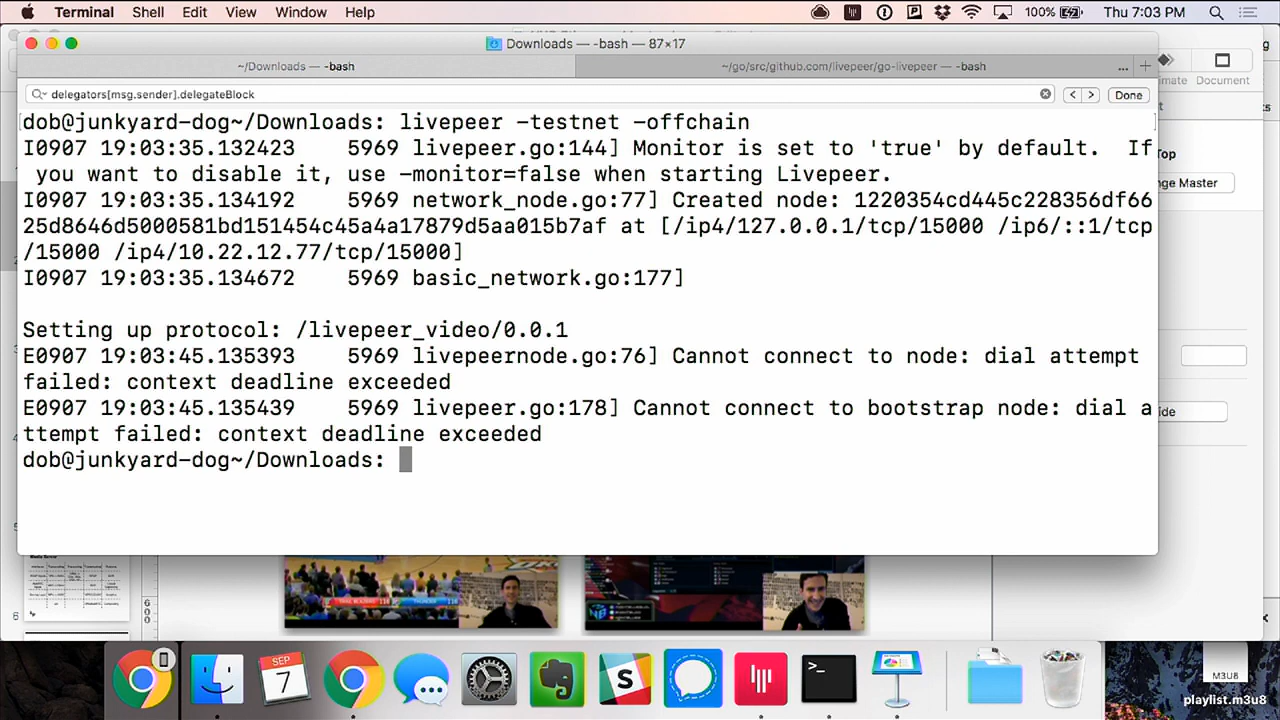 Terminal Shell Edit View Window Help
100% Thu 7:03 PM
Downloads — -bash — 87×17
~/Downloads — -bash
~/go/src/github.com/livepeer/go-livepeer — -bash
... +
imate Document
delegators[msg.sender].delegateBlock
< > Done
dob@junkyard-dog~/Downloads: livepeer -testnet -offchain
I0907 19:03:35.132423    5969 livepeer.go:144] Monitor is set to 'true' by default.  If
 you want to disable it, use -monitor=false when starting Livepeer.
I0907 19:03:35.134192    5969 network_node.go:77] Created node: 1220354cd445c228356df66
25d8646d5000581bd151454c45a4a17879d5aa015b7af at [/ip4/127.0.0.1/tcp/15000 /ip6/::1/tcp
/15000 /ip4/10.22.12.77/tcp/15000]
I0907 19:03:35.134672    5969 basic_network.go:177]
Setting up protocol: /livepeer_video/0.0.1
E0907 19:03:45.135393    5969 livepeernode.go:76] Cannot connect to node: dial attempt
failed: context deadline exceeded
E0907 19:03:45.135439    5969 livepeer.go:178] Cannot connect to bootstrap node: dial a
ttempt failed: context deadline exceeded
dob@junkyard-dog~/Downloads:
Top
nge Master
ide
6
600
SEP
7
S
>_
M3U8
playlist.m3u8